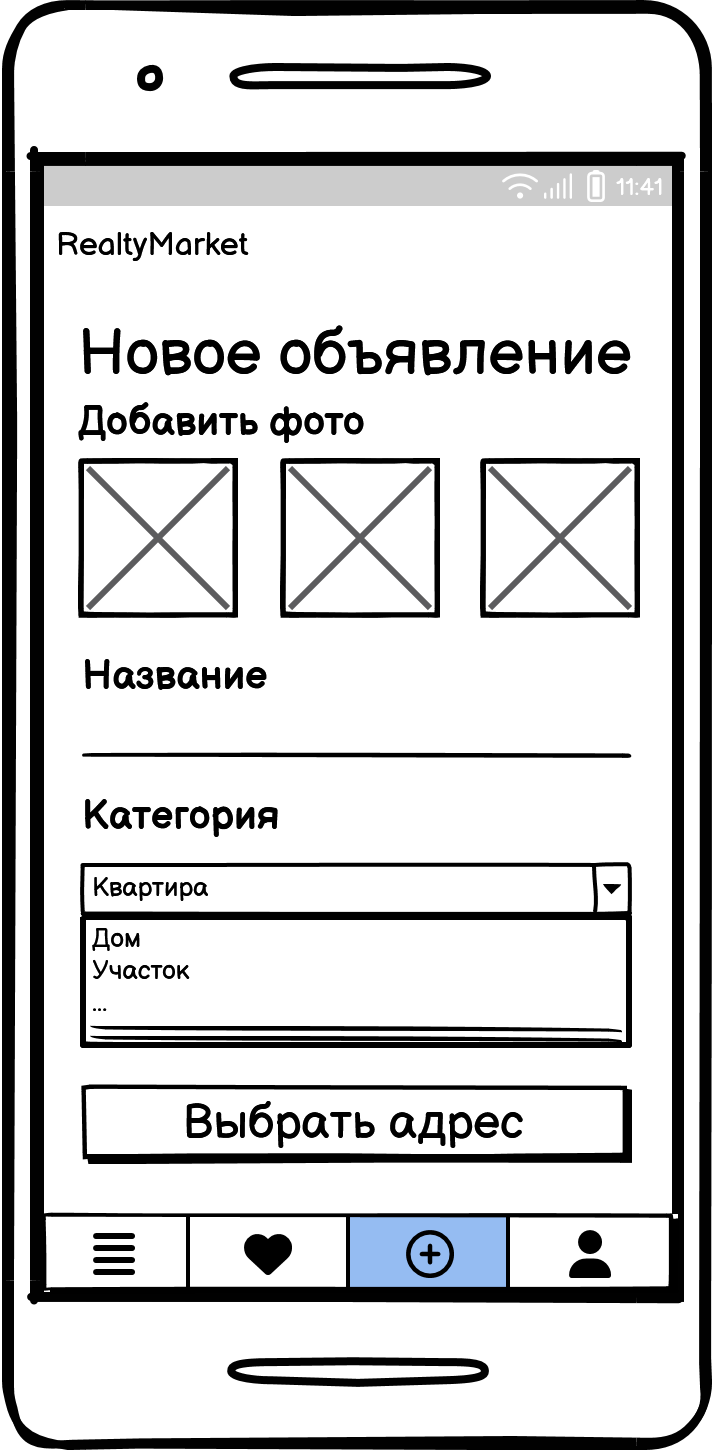 11:41
RealtyMarket
Новое объявление
Добавить фото
Название
Категория
Квартира
Дом
Участок
...
Выбрать адрес